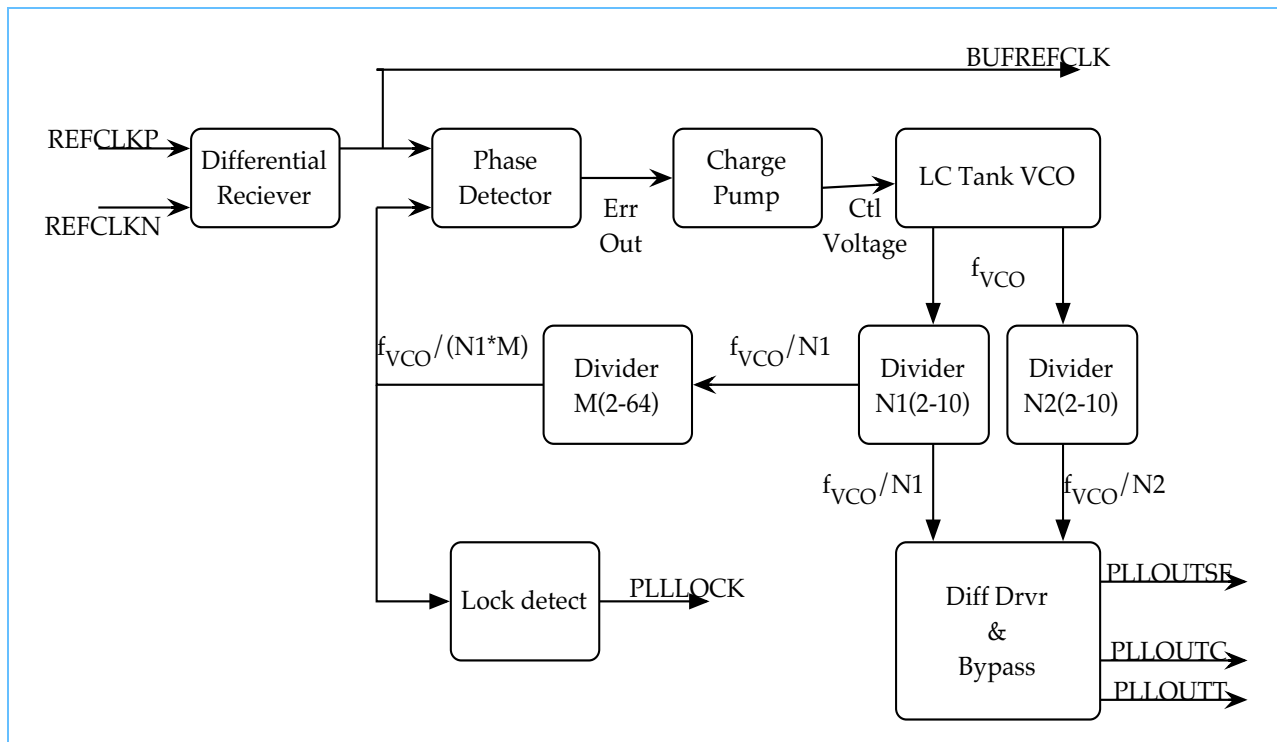 BUFREFCLK
REFCLKP
REFCLKN
Differential
Reciever
Phase
Detector
Err
Out
Charge
Pump
Ctl
Voltage
LC Tank VCO
fVCO
fVCO/(N1*M)
Divider
M(2-64)
fVCO/N1
Divider
N1(2-10)
Divider
N2(2-10)
fVCO/N1
fVCO/N2
Lock detect
PLLLOCK
Diff Drvr
&
Bypass
PLLOUTSE
PLLOUTC
PLLOUTT